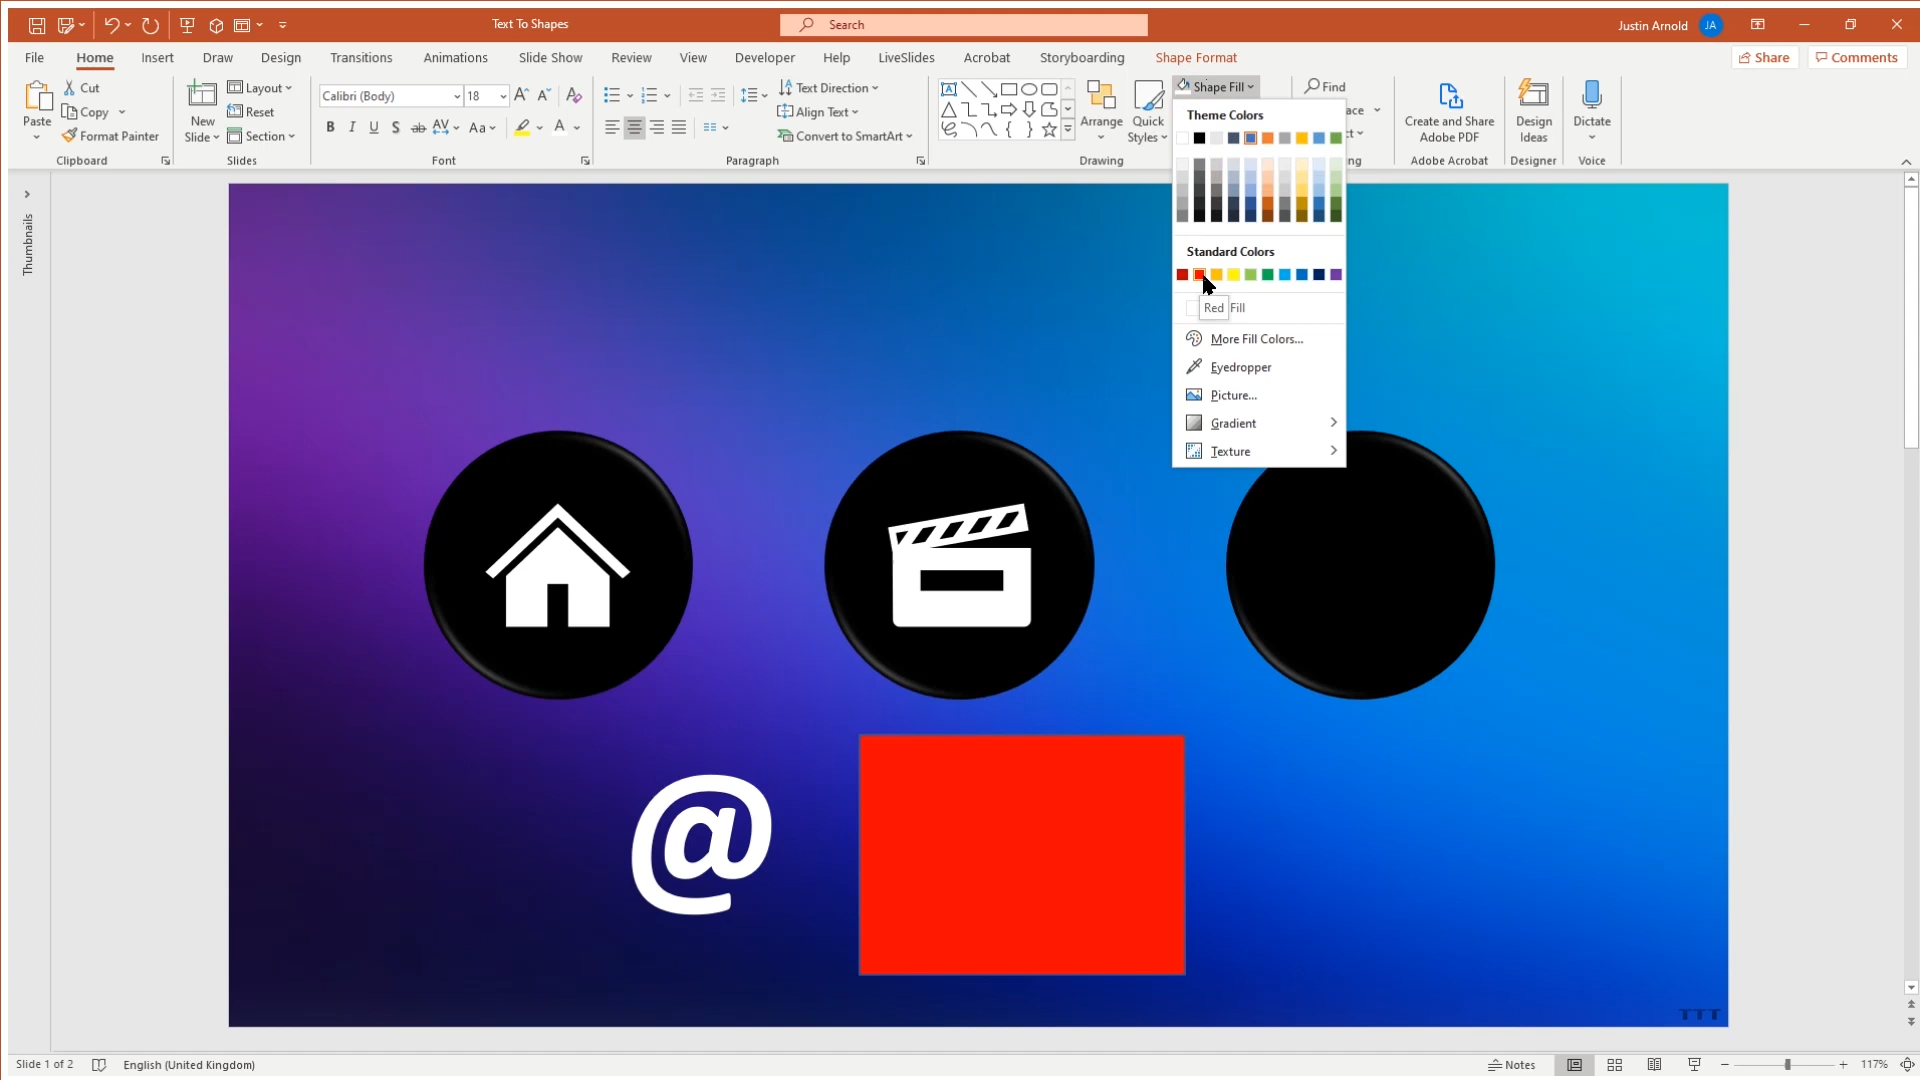 Text To Shapes
Search
Justin Arnold
JA
File
Home
Insert
Draw
Design
Transitions
Animations
Slide Show
Review
View
Developer
Help
LiveSlides
Acrobat
Storyboarding
Shape Format
Share
Comments
Paste
Cut
Copy
Format Painter
Clipboard
New
Slide
Layout
Reset
Section
Slides
Calibri (Body)
18
B I U S ab AV Aa A
Font
Text Direction
Align Text
Convert to SmartArt
Paragraph
Arrange
Quick
Styles
Drawing
Shape Fill
Find
Create and Share
Adobe PDF
Adobe Acrobat
Design
Ideas
Designer
Dictate
Voice
Theme Colors
Standard Colors
Red Fill
More Fill Colors...
Eyedropper
Picture...
Gradient
Texture
Thumbnails
@
TTT
Slide 1 of 2
English (United Kingdom)
Notes
117%